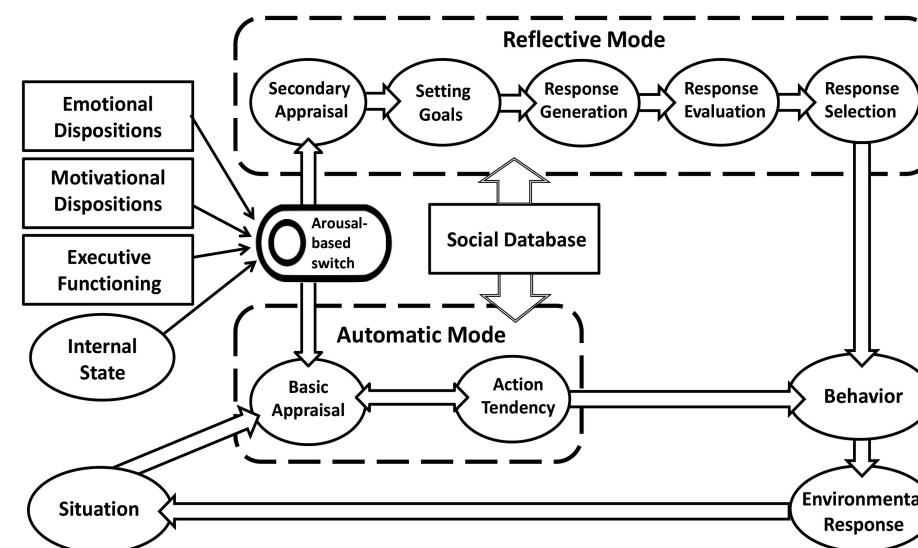 Reflective Mode
Secondary
Appraisal
Setting
Goals
Response
Generation
Response
Evaluation
Response
Selection
Emotional
Dispositions
Motivational
Dispositions
Executive
Functioning
Internal
State
Arousal-
based
switch
Social Database
Automatic Mode
Basic
Appraisal
Action
Tendency
Behavior
Situation
Environmenta
Response